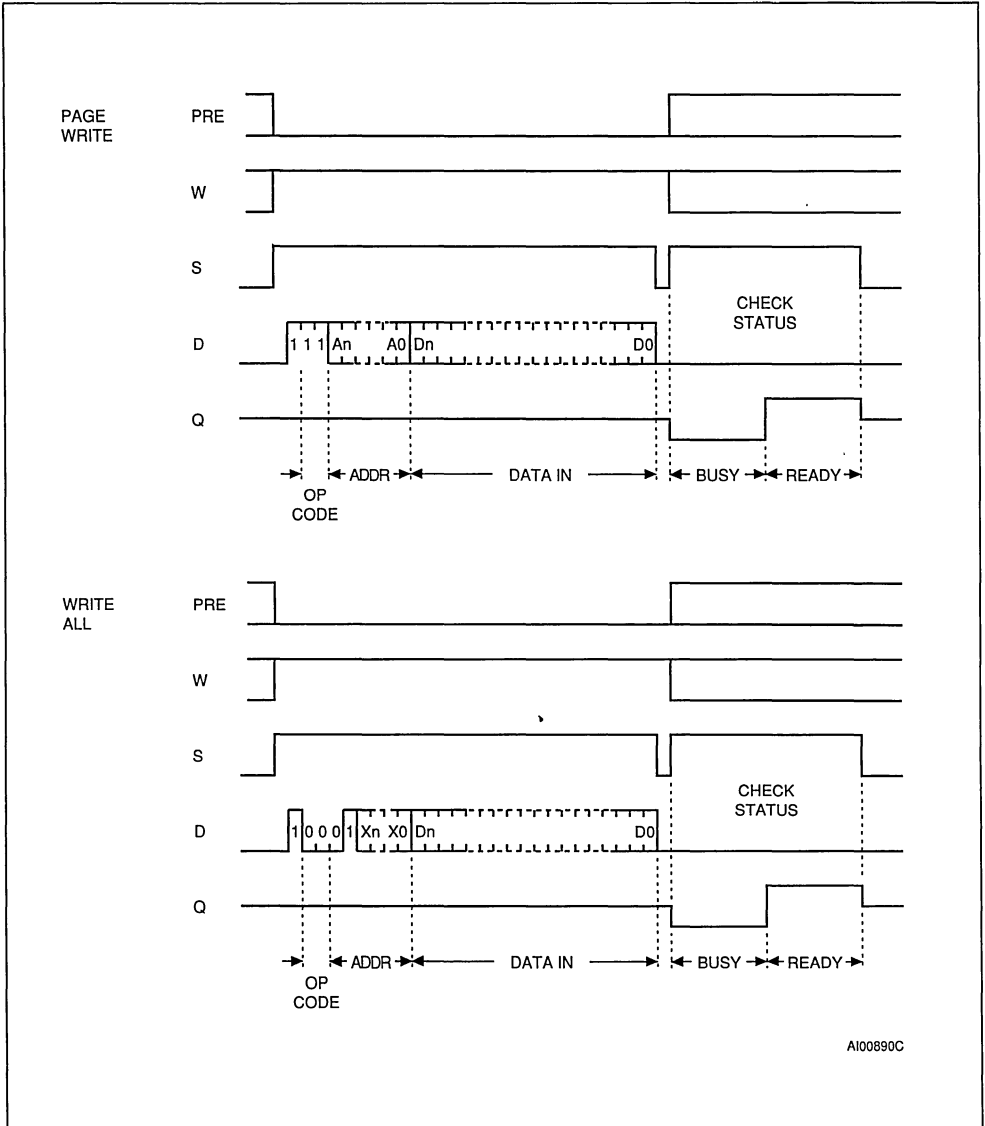 PAGE WRITE
PRE
W
S
CHECK STATUS
D
1 1 1 An A0 Dn D0
Q
ADDR DATA IN BUSY READY
OP CODE
WRITE ALL
PRE
W
S
CHECK STATUS
D
1 0 0 0 1 Xn X0 Dn D0
Q
ADDR DATA IN BUSY READY
OP CODE
AI00890C